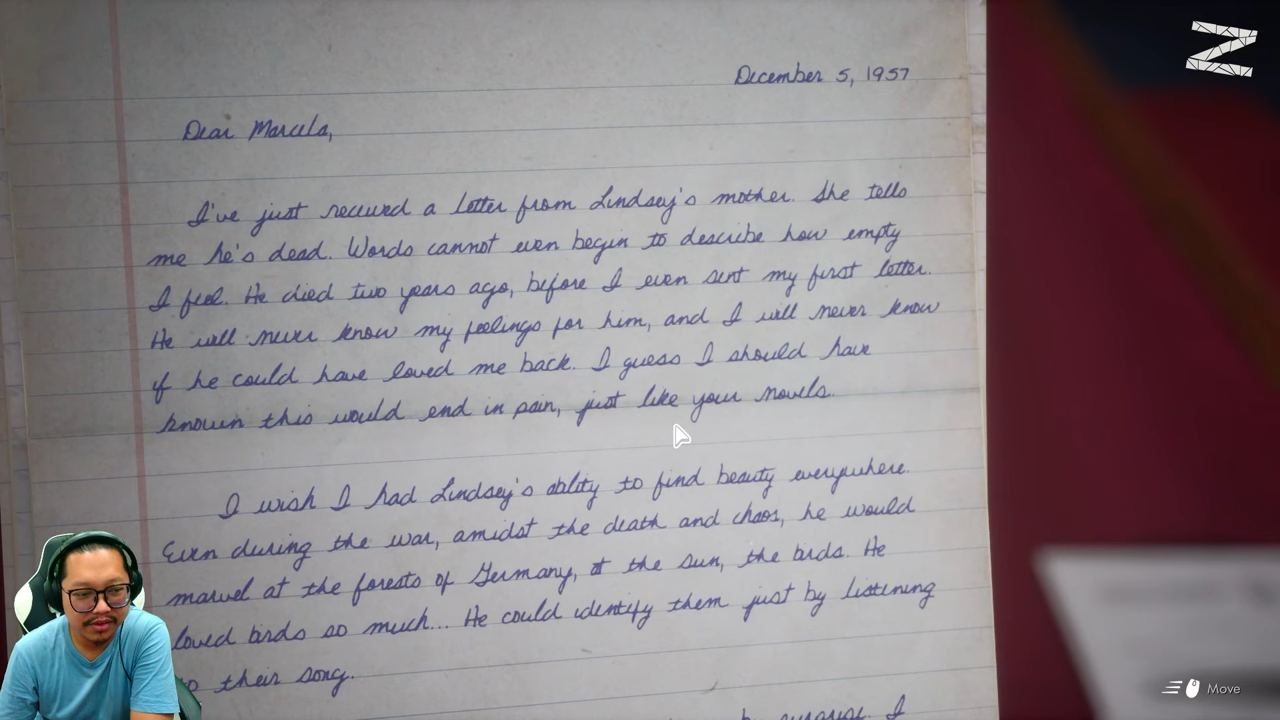 December 5, 1957
Dear Marcela,
I've just received a letter from Lindsey's mother. She tells
me he's dead. Words cannot even begin to describe how empty
I feel. He died two years ago, before I even sent my first letter.
He will never know my feelings for him, and I will never know
if he could have loved me back. I guess I should have
known this would end in pain, just like your novels.
I wish I had Lindsey's ability to find beauty everywhere.
Even during the war, amidst the death and chaos, he would
marvel at the forests of Germany, at the sun, the birds. He
loved birds so much... He could identify them just by listening
to their song.
by surprise. I
Move